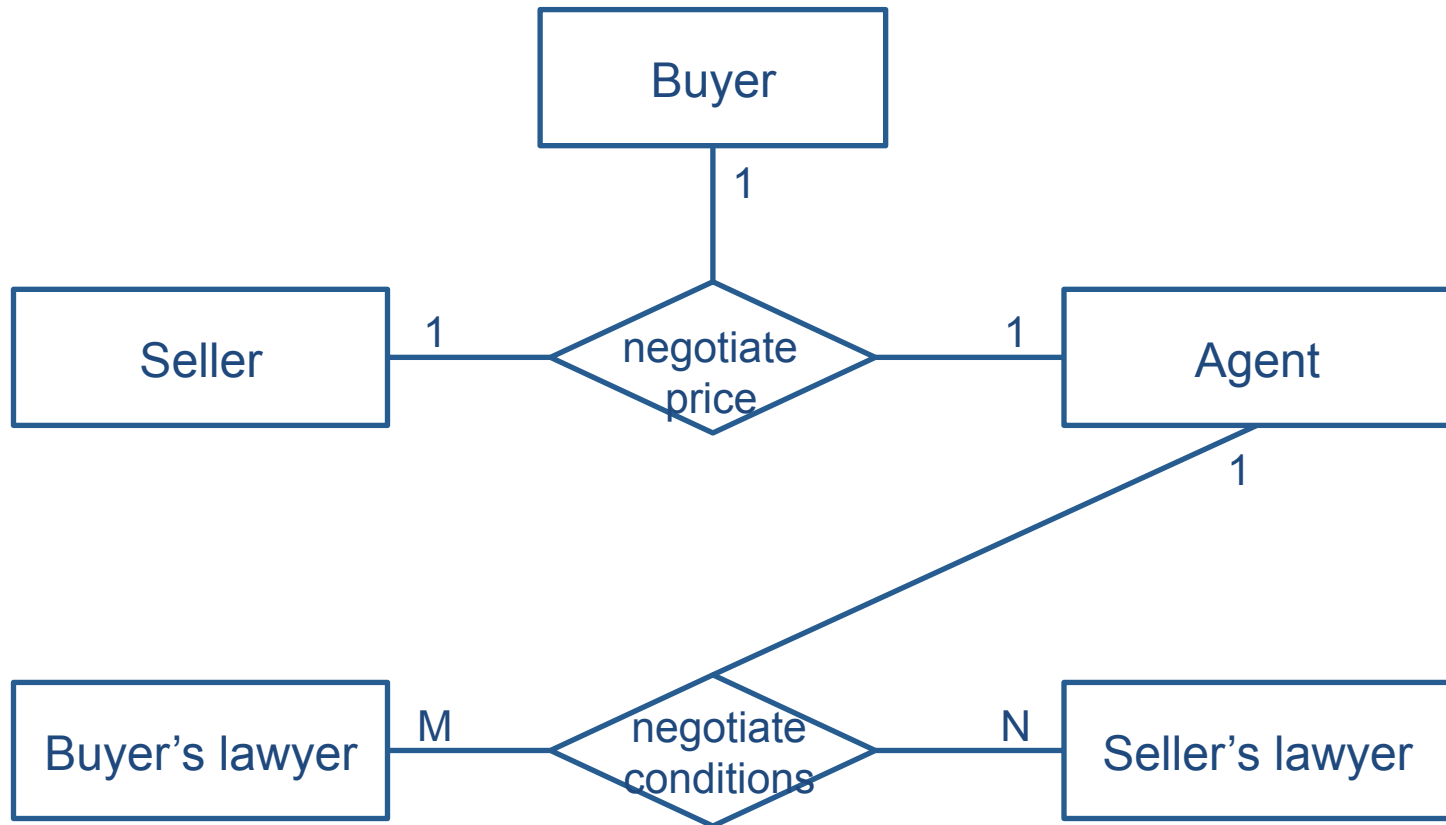 Buyer
1
Seller
1
negotiate
price
1
Agent
1
Buyer’s lawyer
M
negotiate
conditions
N
Seller’s lawyer